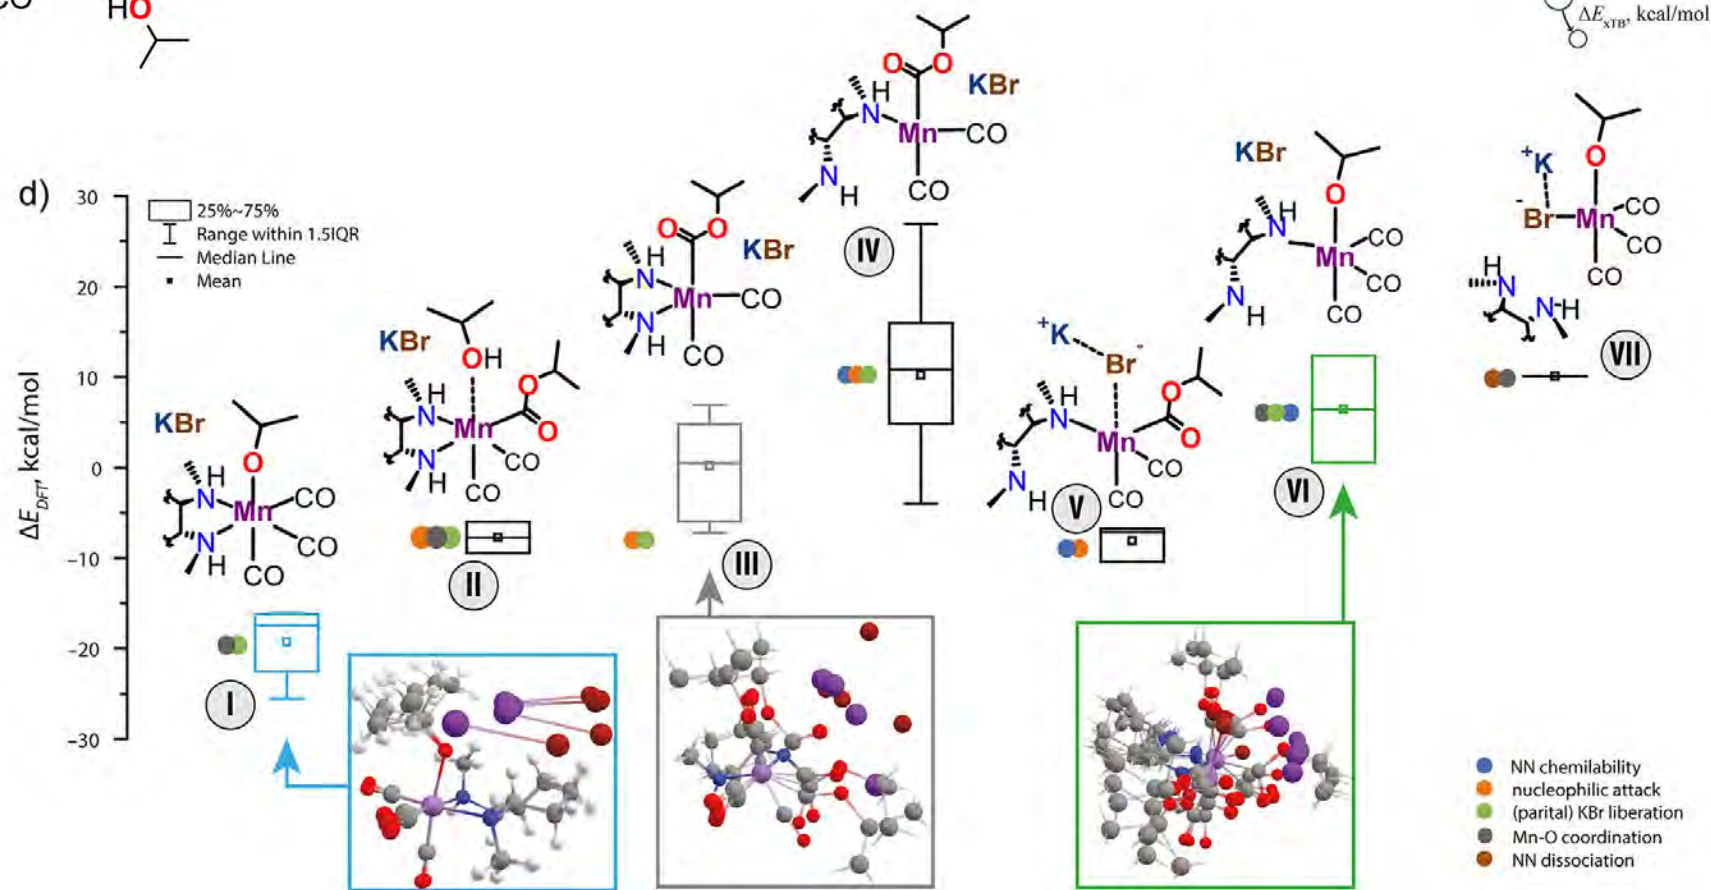 CO
HO
ΔE_xTB, kcal/mol
d)
30
20
10
0
−10
−20
−30
ΔE_DFT, kcal/mol
25%~75%
Range within 1.5IQR
Median Line
Mean
KBr
O
H
N
Mn
CO
N
H
CO
CO
I
KBr
OH
O
H
N
Mn
O
N
H
CO
CO
II
O
O
KBr
H
N
Mn
CO
N
H
CO
III
O
O
KBr
H
N
Mn
CO
N
H
CO
IV
+K
Br-
O
H
N
Mn
O
N
H
CO
CO
V
KBr
O
H
N
Mn
CO
CO
N
H
CO
VI
+K
O
-Br
Mn
CO
CO
CO
H
N
N
H
VII
NN chemilability
nucleophilic attack
(parital) KBr liberation
Mn-O coordination
NN dissociation